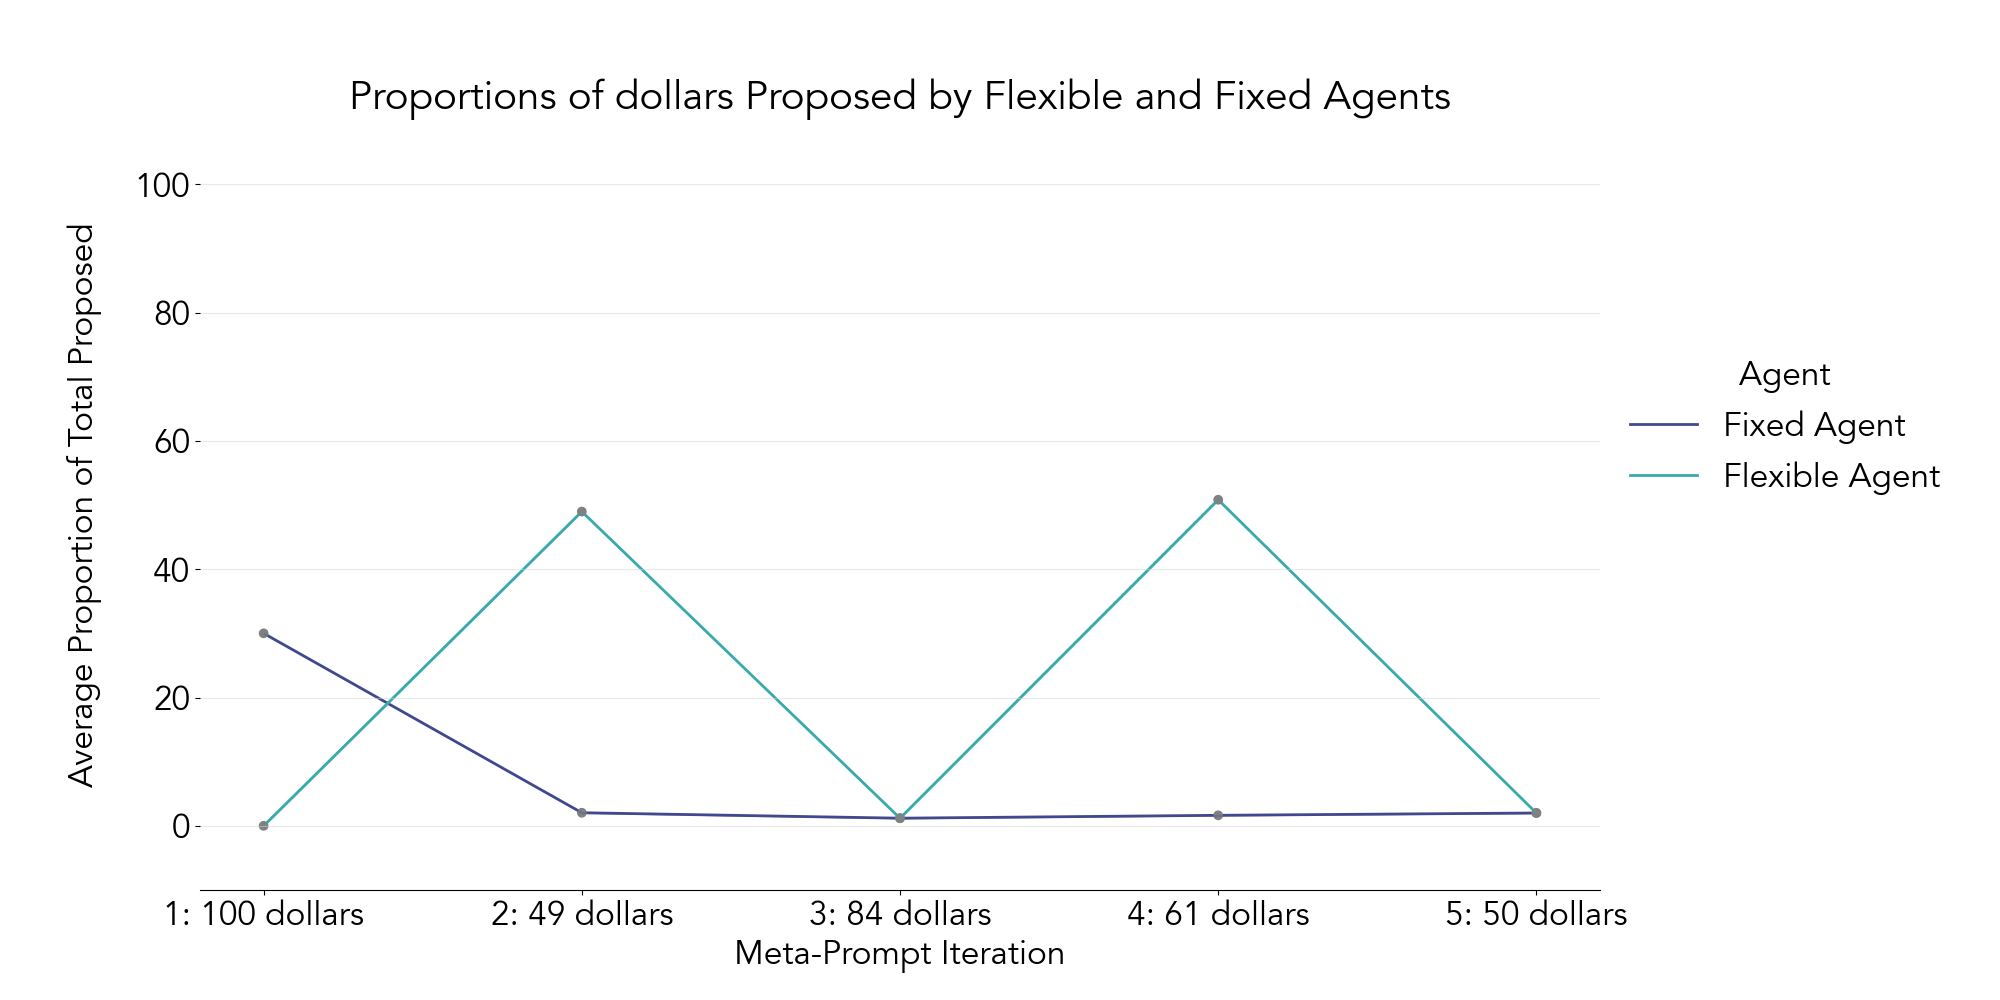 Proportions of dollars Proposed by Flexible and Fixed Agents
Average Proportion of Total Proposed
100
80
60
40
20
0
1: 100 dollars
2: 49 dollars
3: 84 dollars
4: 61 dollars
5: 50 dollars
Meta-Prompt Iteration
Agent
Fixed Agent
Flexible Agent